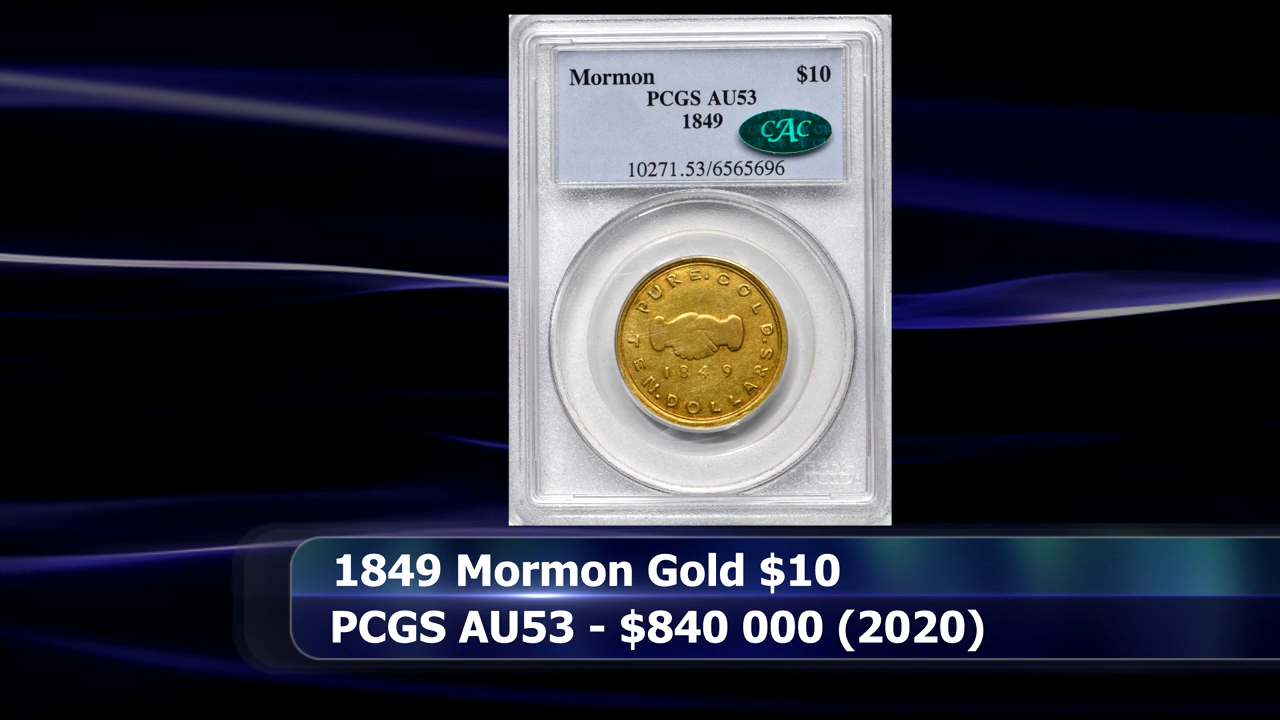 Mormon $10
PCGS AU53
1849
CAC
10271.53/6565696
PURE.GOLD.
1849
TEN.DOLLARS.
1849 Mormon Gold $10
PCGS AU53 - $840 000 (2020)